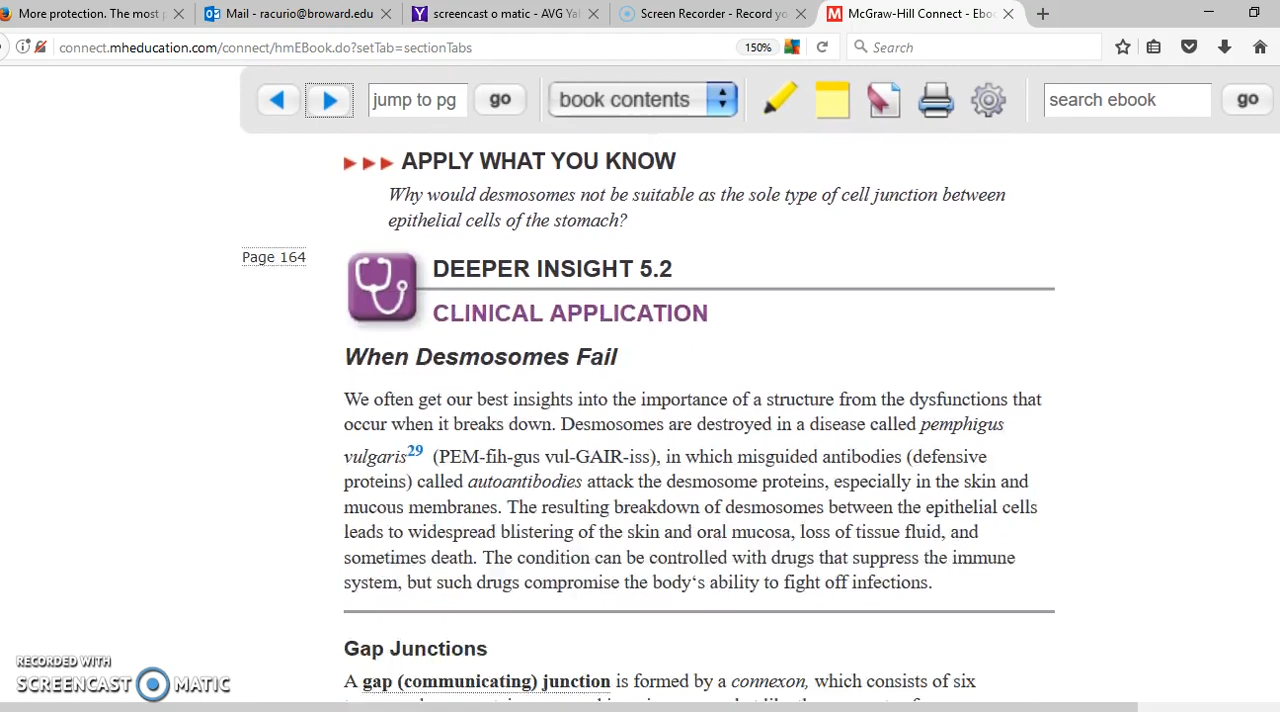 More protection. The most p
Mail - racurio@broward.edu
screencast o matic - AVG Yah
Screen Recorder - Record yo
McGraw-Hill Connect - Eboo
connect.mheducation.com/connect/hmEBook.do?setTab=sectionTabs
150%
Search
jump to pg
go
book contents
search ebook
go
APPLY WHAT YOU KNOW
Why would desmosomes not be suitable as the sole type of cell junction between
epithelial cells of the stomach?
Page 164
DEEPER INSIGHT 5.2
CLINICAL APPLICATION
When Desmosomes Fail
We often get our best insights into the importance of a structure from the dysfunctions that
occur when it breaks down. Desmosomes are destroyed in a disease called pemphigus
vulgaris29 (PEM-fih-gus vul-GAIR-iss), in which misguided antibodies (defensive
proteins) called autoantibodies attack the desmosome proteins, especially in the skin and
mucous membranes. The resulting breakdown of desmosomes between the epithelial cells
leads to widespread blistering of the skin and oral mucosa, loss of tissue fluid, and
sometimes death. The condition can be controlled with drugs that suppress the immune
system, but such drugs compromise the body‘s ability to fight off infections.
Gap Junctions
A gap (communicating) junction is formed by a connexon, which consists of six
RECORDED WITH
SCREENCAST O MATIC